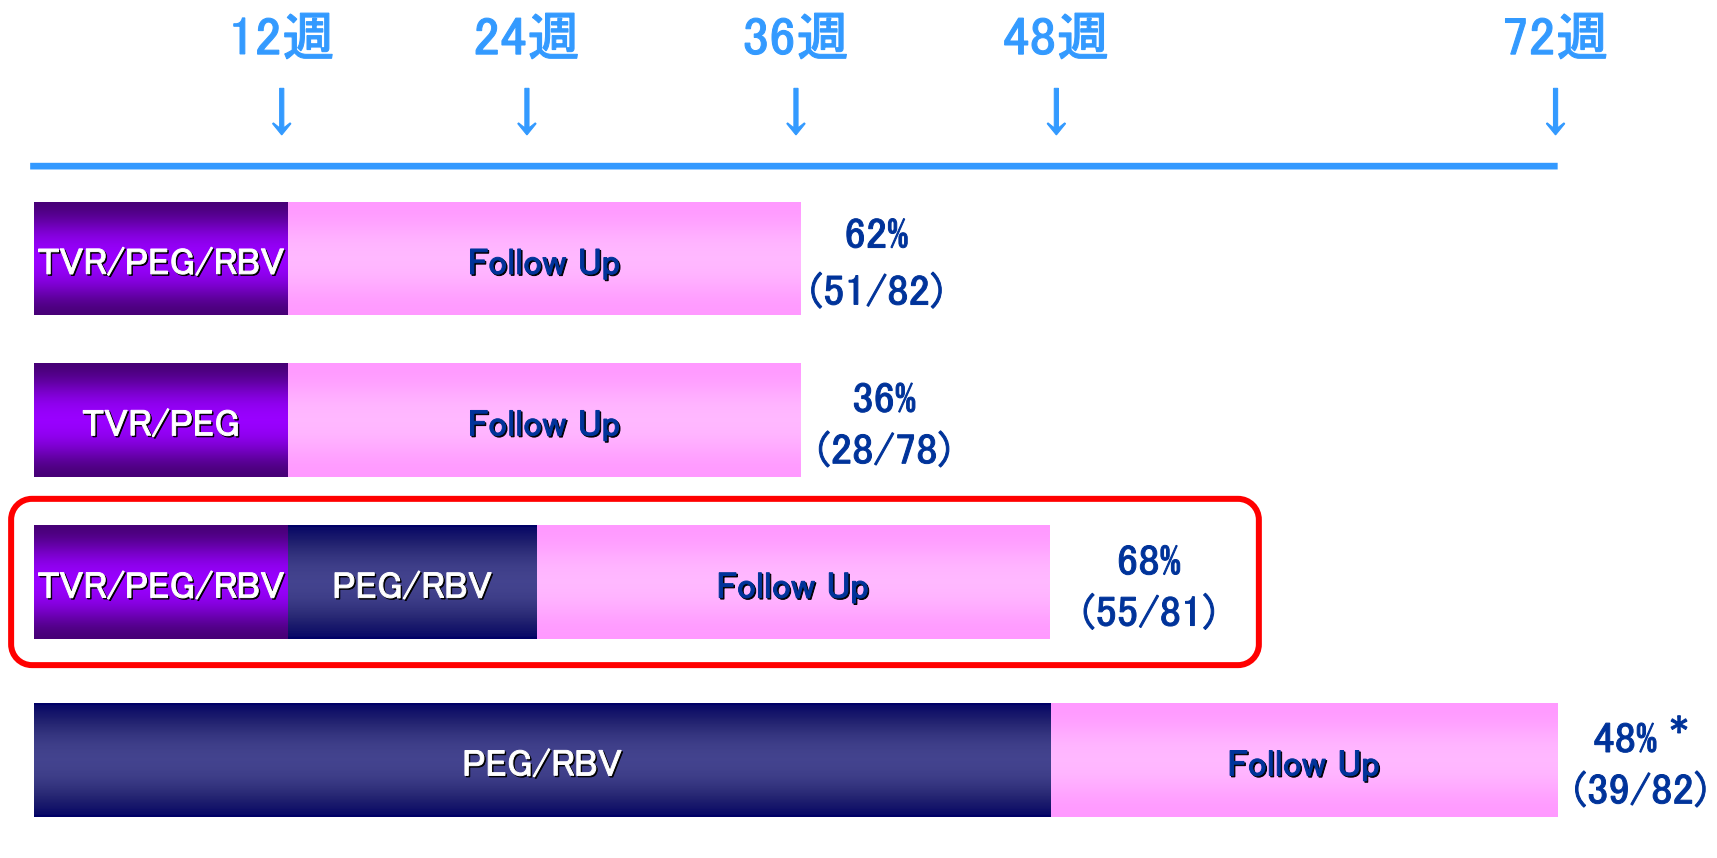 12週 24週 36週 48週 72週
↓ ↓ ↓ ↓ ↓
TVR/PEG/RBV Follow Up 62%
(51/82)
TVR/PEG Follow Up 36%
(28/78)
TVR/PEG/RBV PEG/RBV Follow Up 68%
(55/81)
PEG/RBV Follow Up 48% *
(39/82)